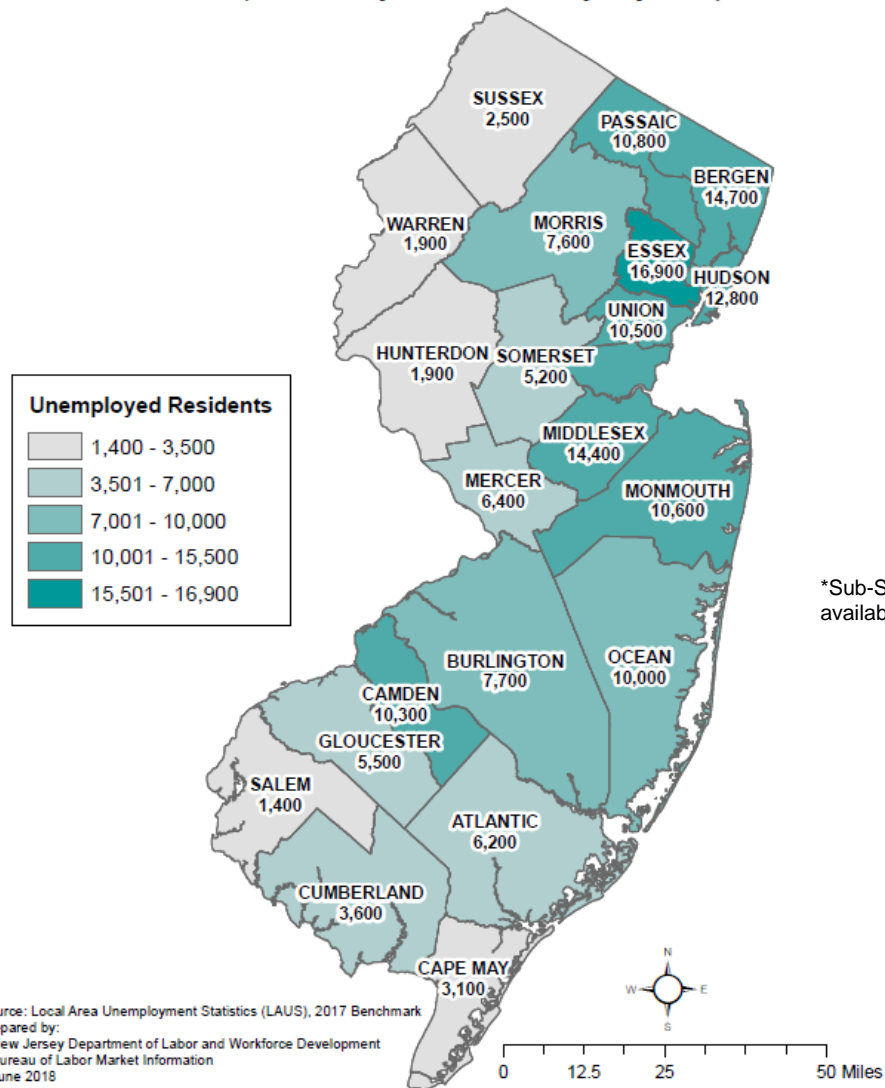 SUSSEX
2,500
PASSAIC
10,800
BERGEN
14,700
WARREN
1,900
MORRIS
7,600
ESSEX
16,900
HUDSON
12,800
UNION
10,500
HUNTERDON
1,900
SOMERSET
5,200
MIDDLESEX
14,400
MERCER
6,400
MONMOUTH
10,600
Unemployed Residents
1,400 - 3,500
3,501 - 7,000
7,001 - 10,000
10,001 - 15,500
15,501 - 16,900
*Sub-S
availab
BURLINGTON
7,700
OCEAN
10,000
CAMDEN
10,300
GLOUCESTER
5,500
SALEM
1,400
ATLANTIC
6,200
CUMBERLAND
3,600
CAPE MAY
3,100
N
W E
S
urce: Local Area Unemployment Statistics (LAUS), 2017 Benchmark
epared by:
ew Jersey Department of Labor and Workforce Development
ureau of Labor Market Information
une 2018
0 12.5 25 50 Miles